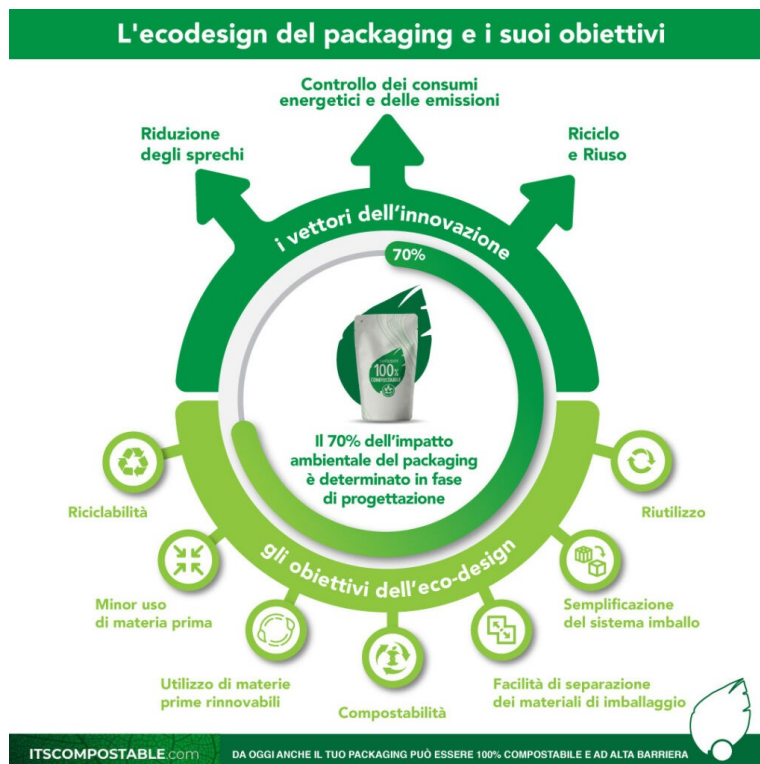 L'ecodesign del packaging e i suoi obiettivi
Controllo dei consumi
energetici e delle emissioni
Riduzione
degli sprechi
Riciclo
e Riuso
i vettori dell'innovazione
70%
100%
COMPOSTABILE
Il 70% dell'impatto
ambientale del packaging
è determinato in fase
di progettazione
gli obiettivi dell'eco-design
Riciclabilità
Riutilizzo
Minor uso
di materia prima
Semplificazione
del sistema imballo
Utilizzo di materie
prime rinnovabili
Compostabilità
Facilità di separazione
dei materiali di imballaggio
ITSCOMPOSTABLE.com
DA OGGI ANCHE IL TUO PACKAGING PUÒ ESSERE 100% COMPOSTABILE E AD ALTA BARRIERA